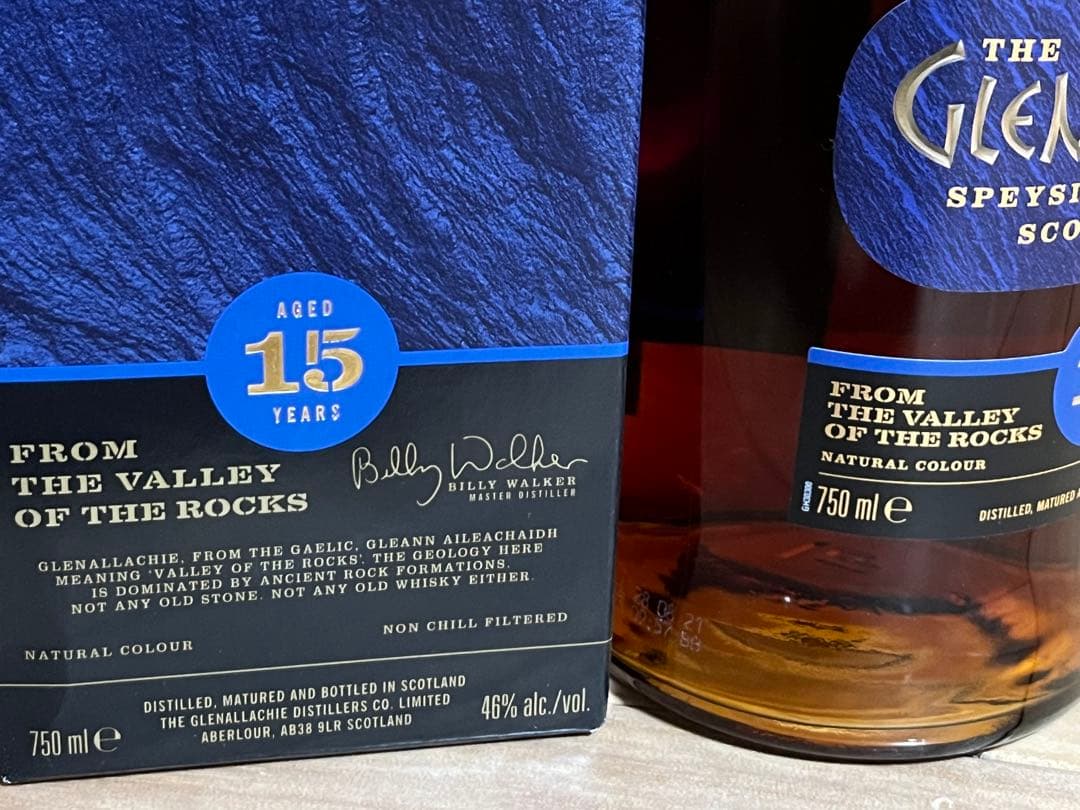 AGED
15
YEARS
FROM
THE VALLEY
OF THE ROCKS
Billy Walker
BILLY WALKER
MASTER DISTILLER
GLENALLACHIE, FROM THE GAELIC, GLEANN AILEACHAIDH
MEANING 'VALLEY OF THE ROCKS'. THE GEOLOGY HERE
IS DOMINATED BY ANCIENT ROCK FORMATIONS.
NOT ANY OLD STONE. NOT ANY OLD WHISKY EITHER.
NATURAL COLOUR
NON CHILL FILTERED
DISTILLED, MATURED AND BOTTLED IN SCOTLAND
THE GLENALLACHIE DISTILLERS CO. LIMITED
ABERLOUR, AB38 9LR SCOTLAND
750 ml e
46% alc./vol.
THE
GLEN
SPEYSI
SCO
FROM
THE VALLEY
OF THE ROCKS
NATURAL COLOUR
750 ml e
DISTILLED, MATURED